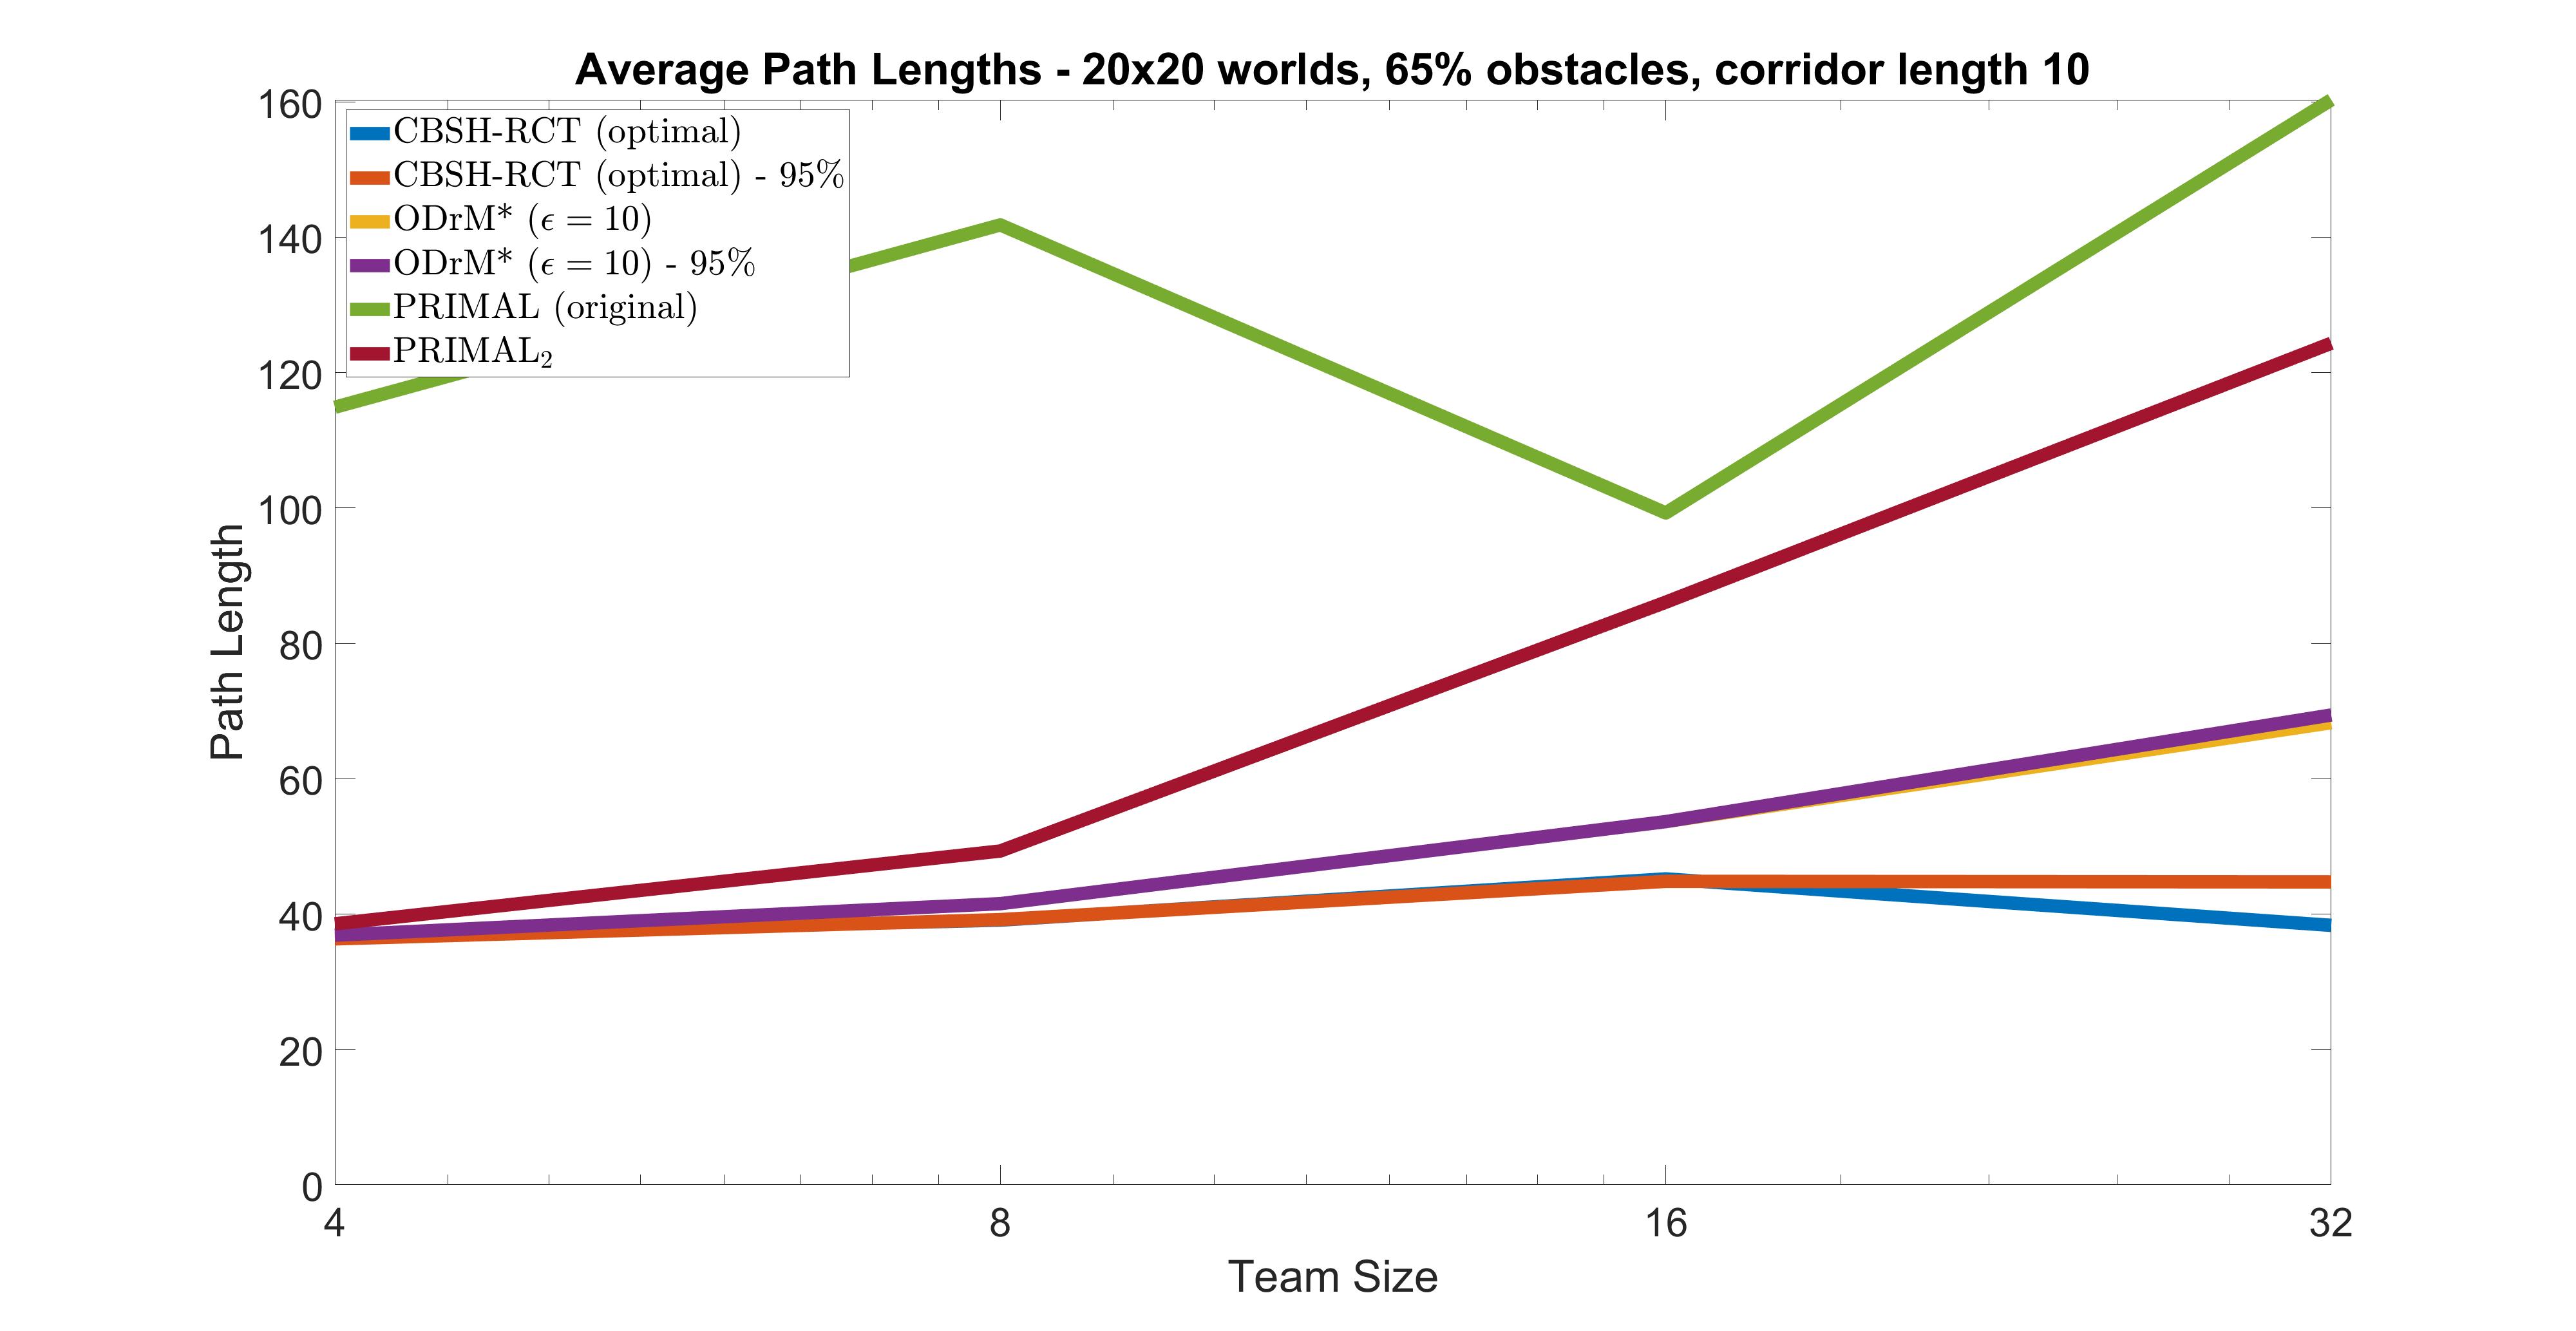 Average Path Lengths - 20x20 worlds, 65% obstacles, corridor length 10
160
140
120
100
80
60
40
20
0
Path Length
CBSH-RCT (optimal)
CBSH-RCT (optimal) - 95%
ODrM* (ϵ = 10)
ODrM* (ϵ = 10) - 95%
PRIMAL (original)
PRIMAL₂
4 8 16 32
Team Size